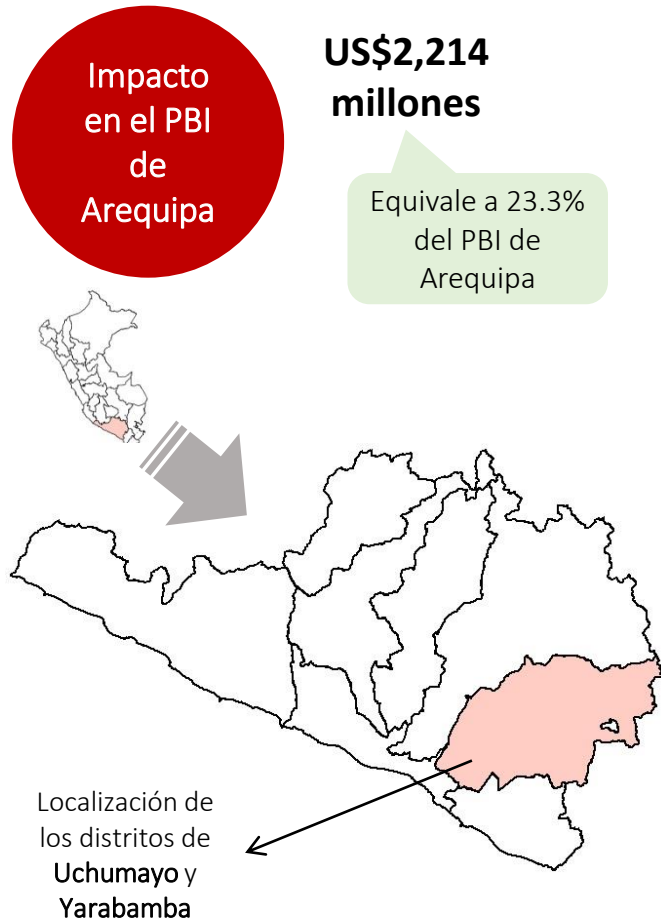 Impacto
en el PBI
de
Arequipa
US$2,214
millones
Equivale a 23.3%
del PBI de
Arequipa
Localización de
los distritos de
Uchumayo y
Yarabamba